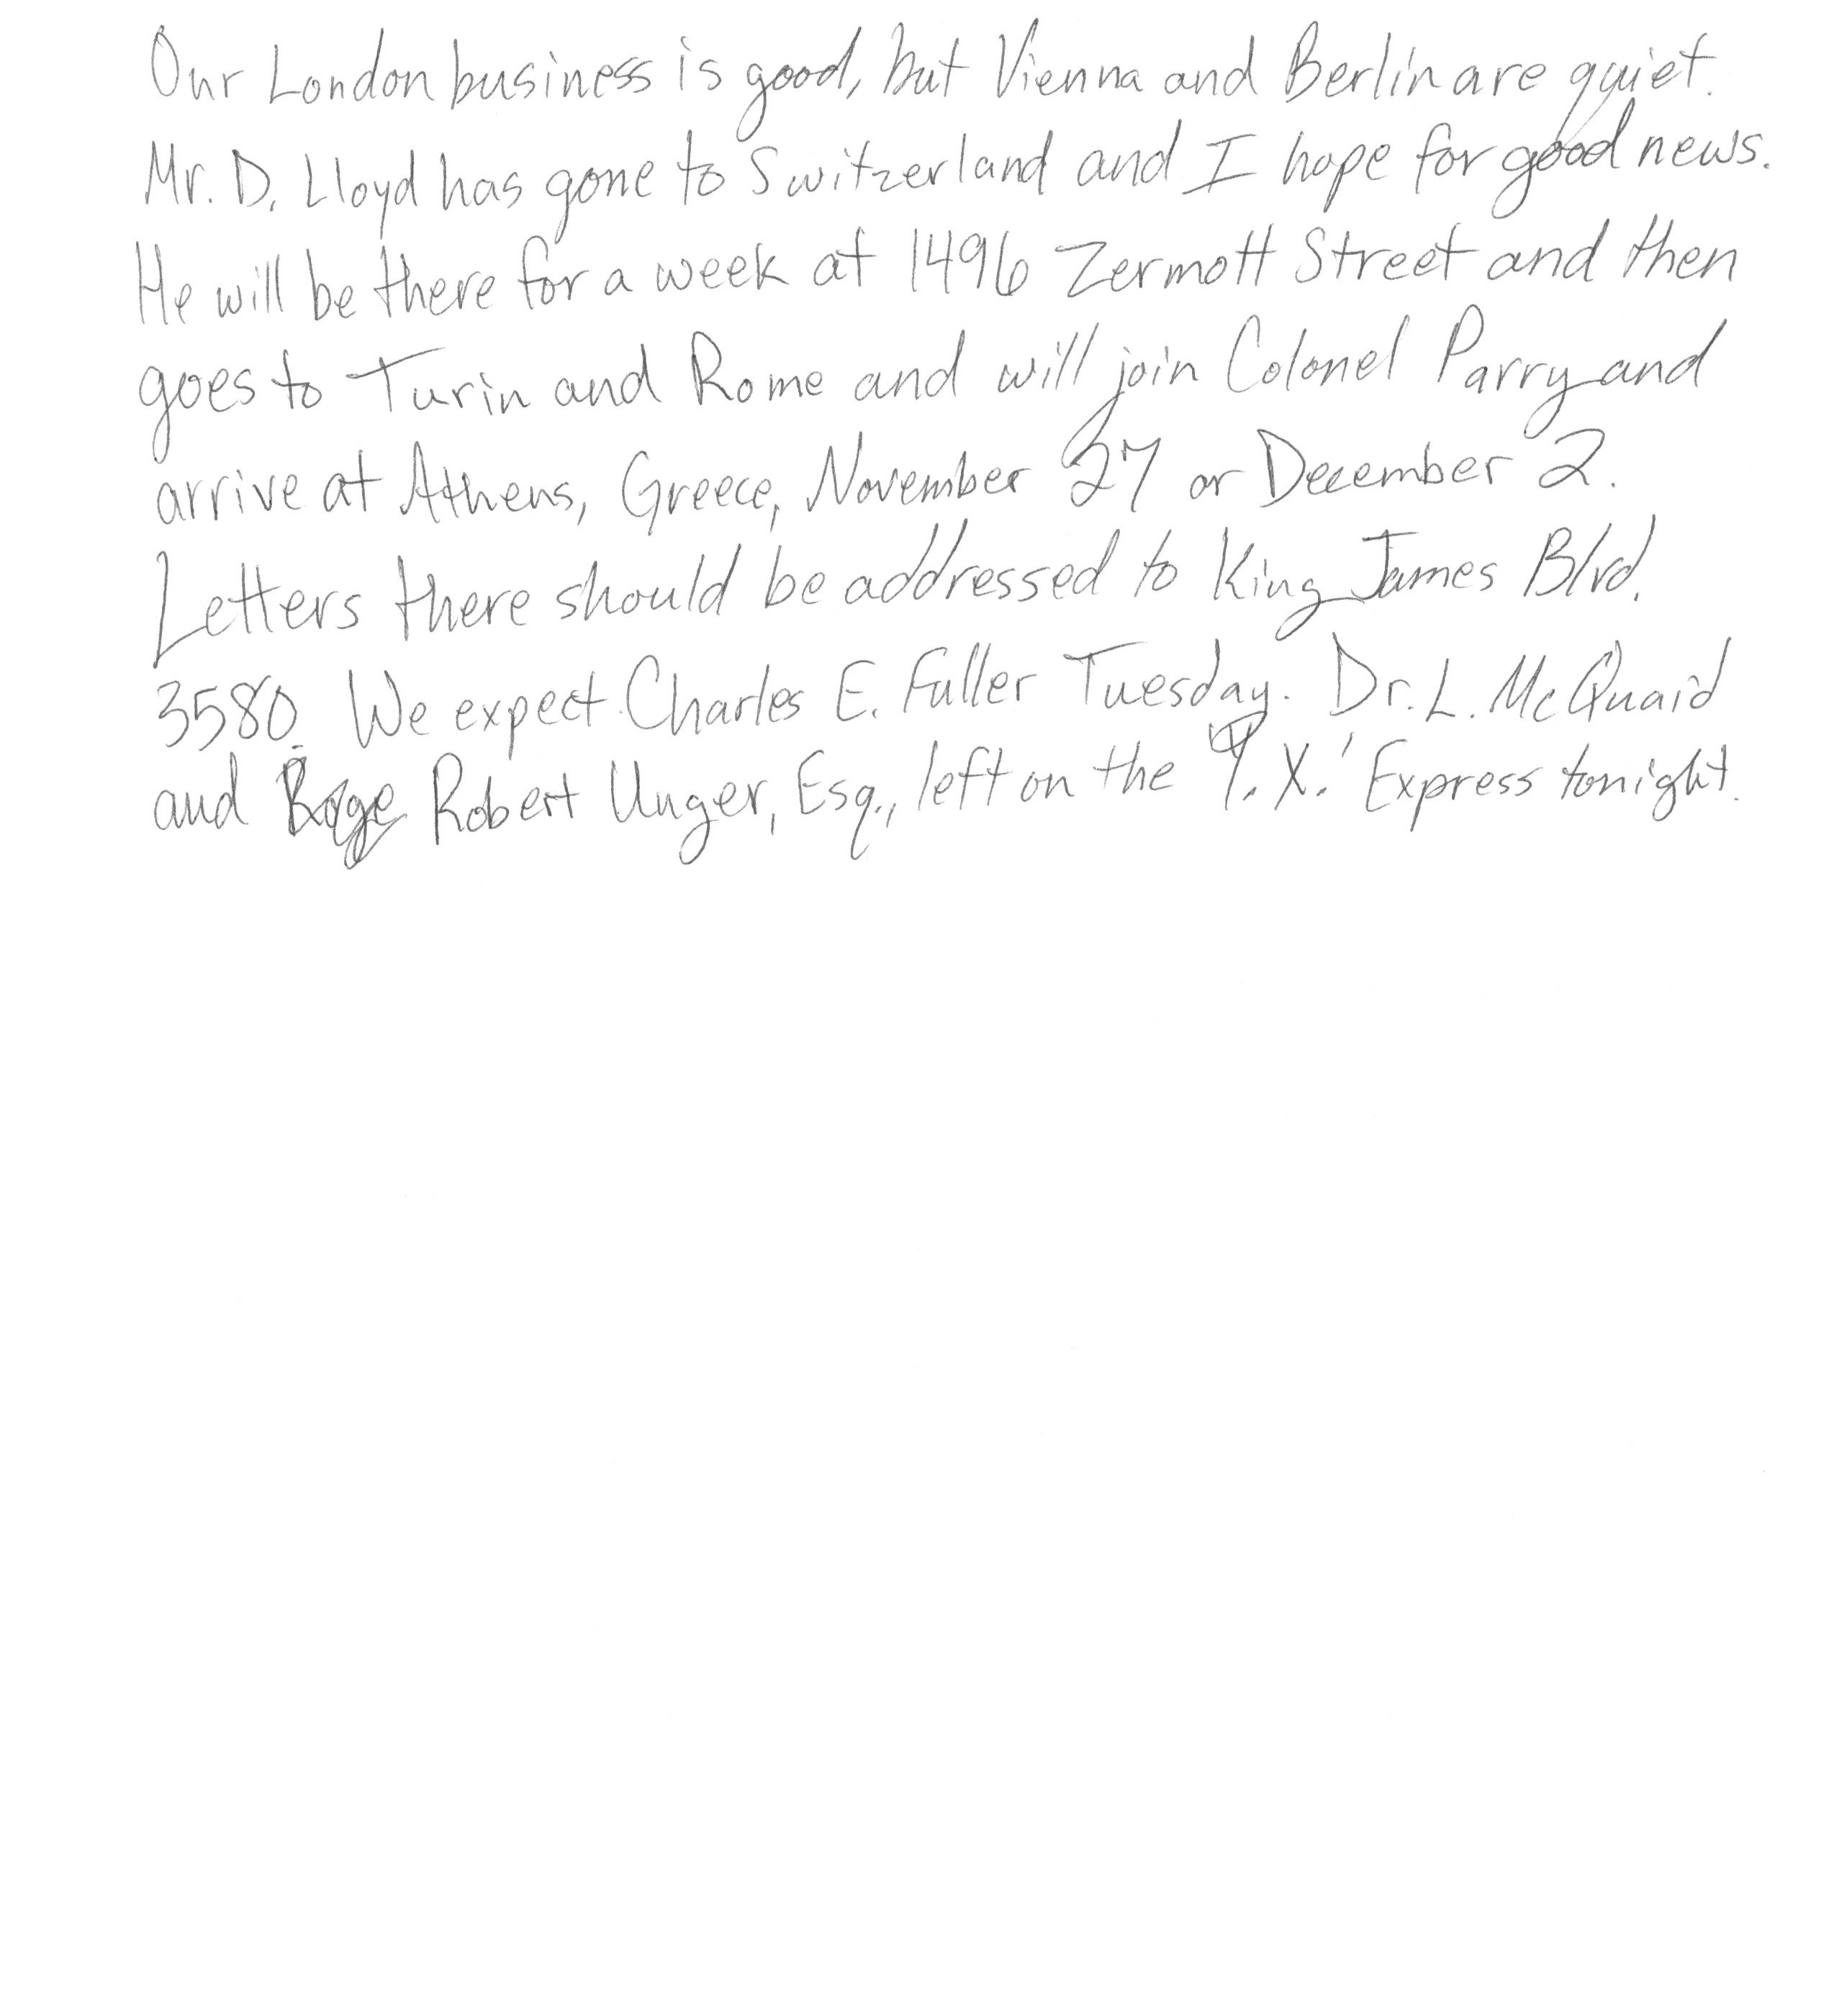 Our London business is good, but Vienna and Berlin are quiet.
Mr. D. Lloyd has gone to Switzerland and I hope for good news.
He will be there for a week at 1496 Zermott Street and then
goes to Turin and Rome and will join Colonel Parry and
arrive at Athens, Greece, November 27 or December 2.
Letters there should be addressed to King James Blvd.
3580. We expect Charles E. Fuller Tuesday. Dr. L. McQuaid
and Robert Unger, Esq., left on the 'Y.X.' Express tonight.